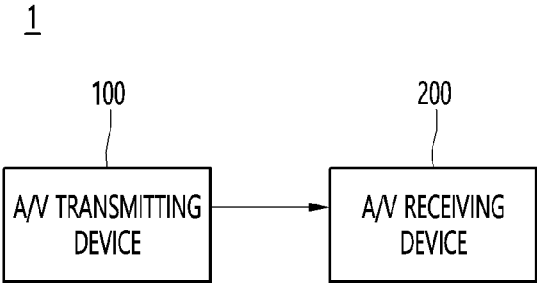 1
100
200
A/V TRANSMITTING
DEVICE
A/V RECEIVING
DEVICE